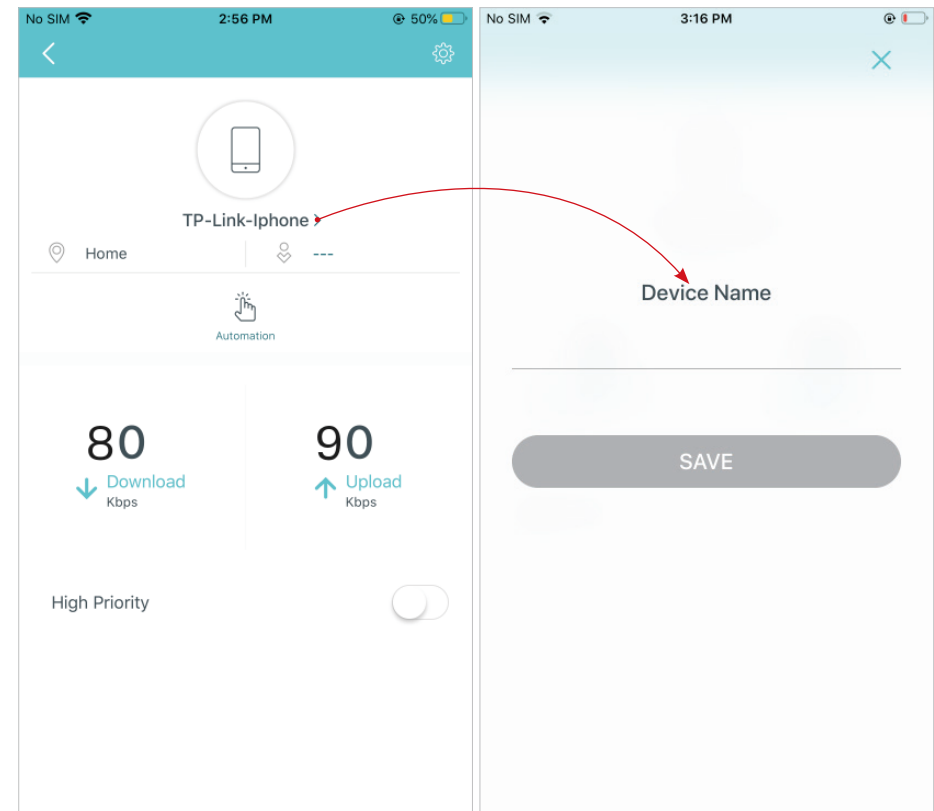 No SIM 2:56 PM 50%
TP-Link-Iphone >
Home ---
Automation
80 90
Download Upload
Kbps Kbps
High Priority
No SIM 3:16 PM
Device Name
SAVE